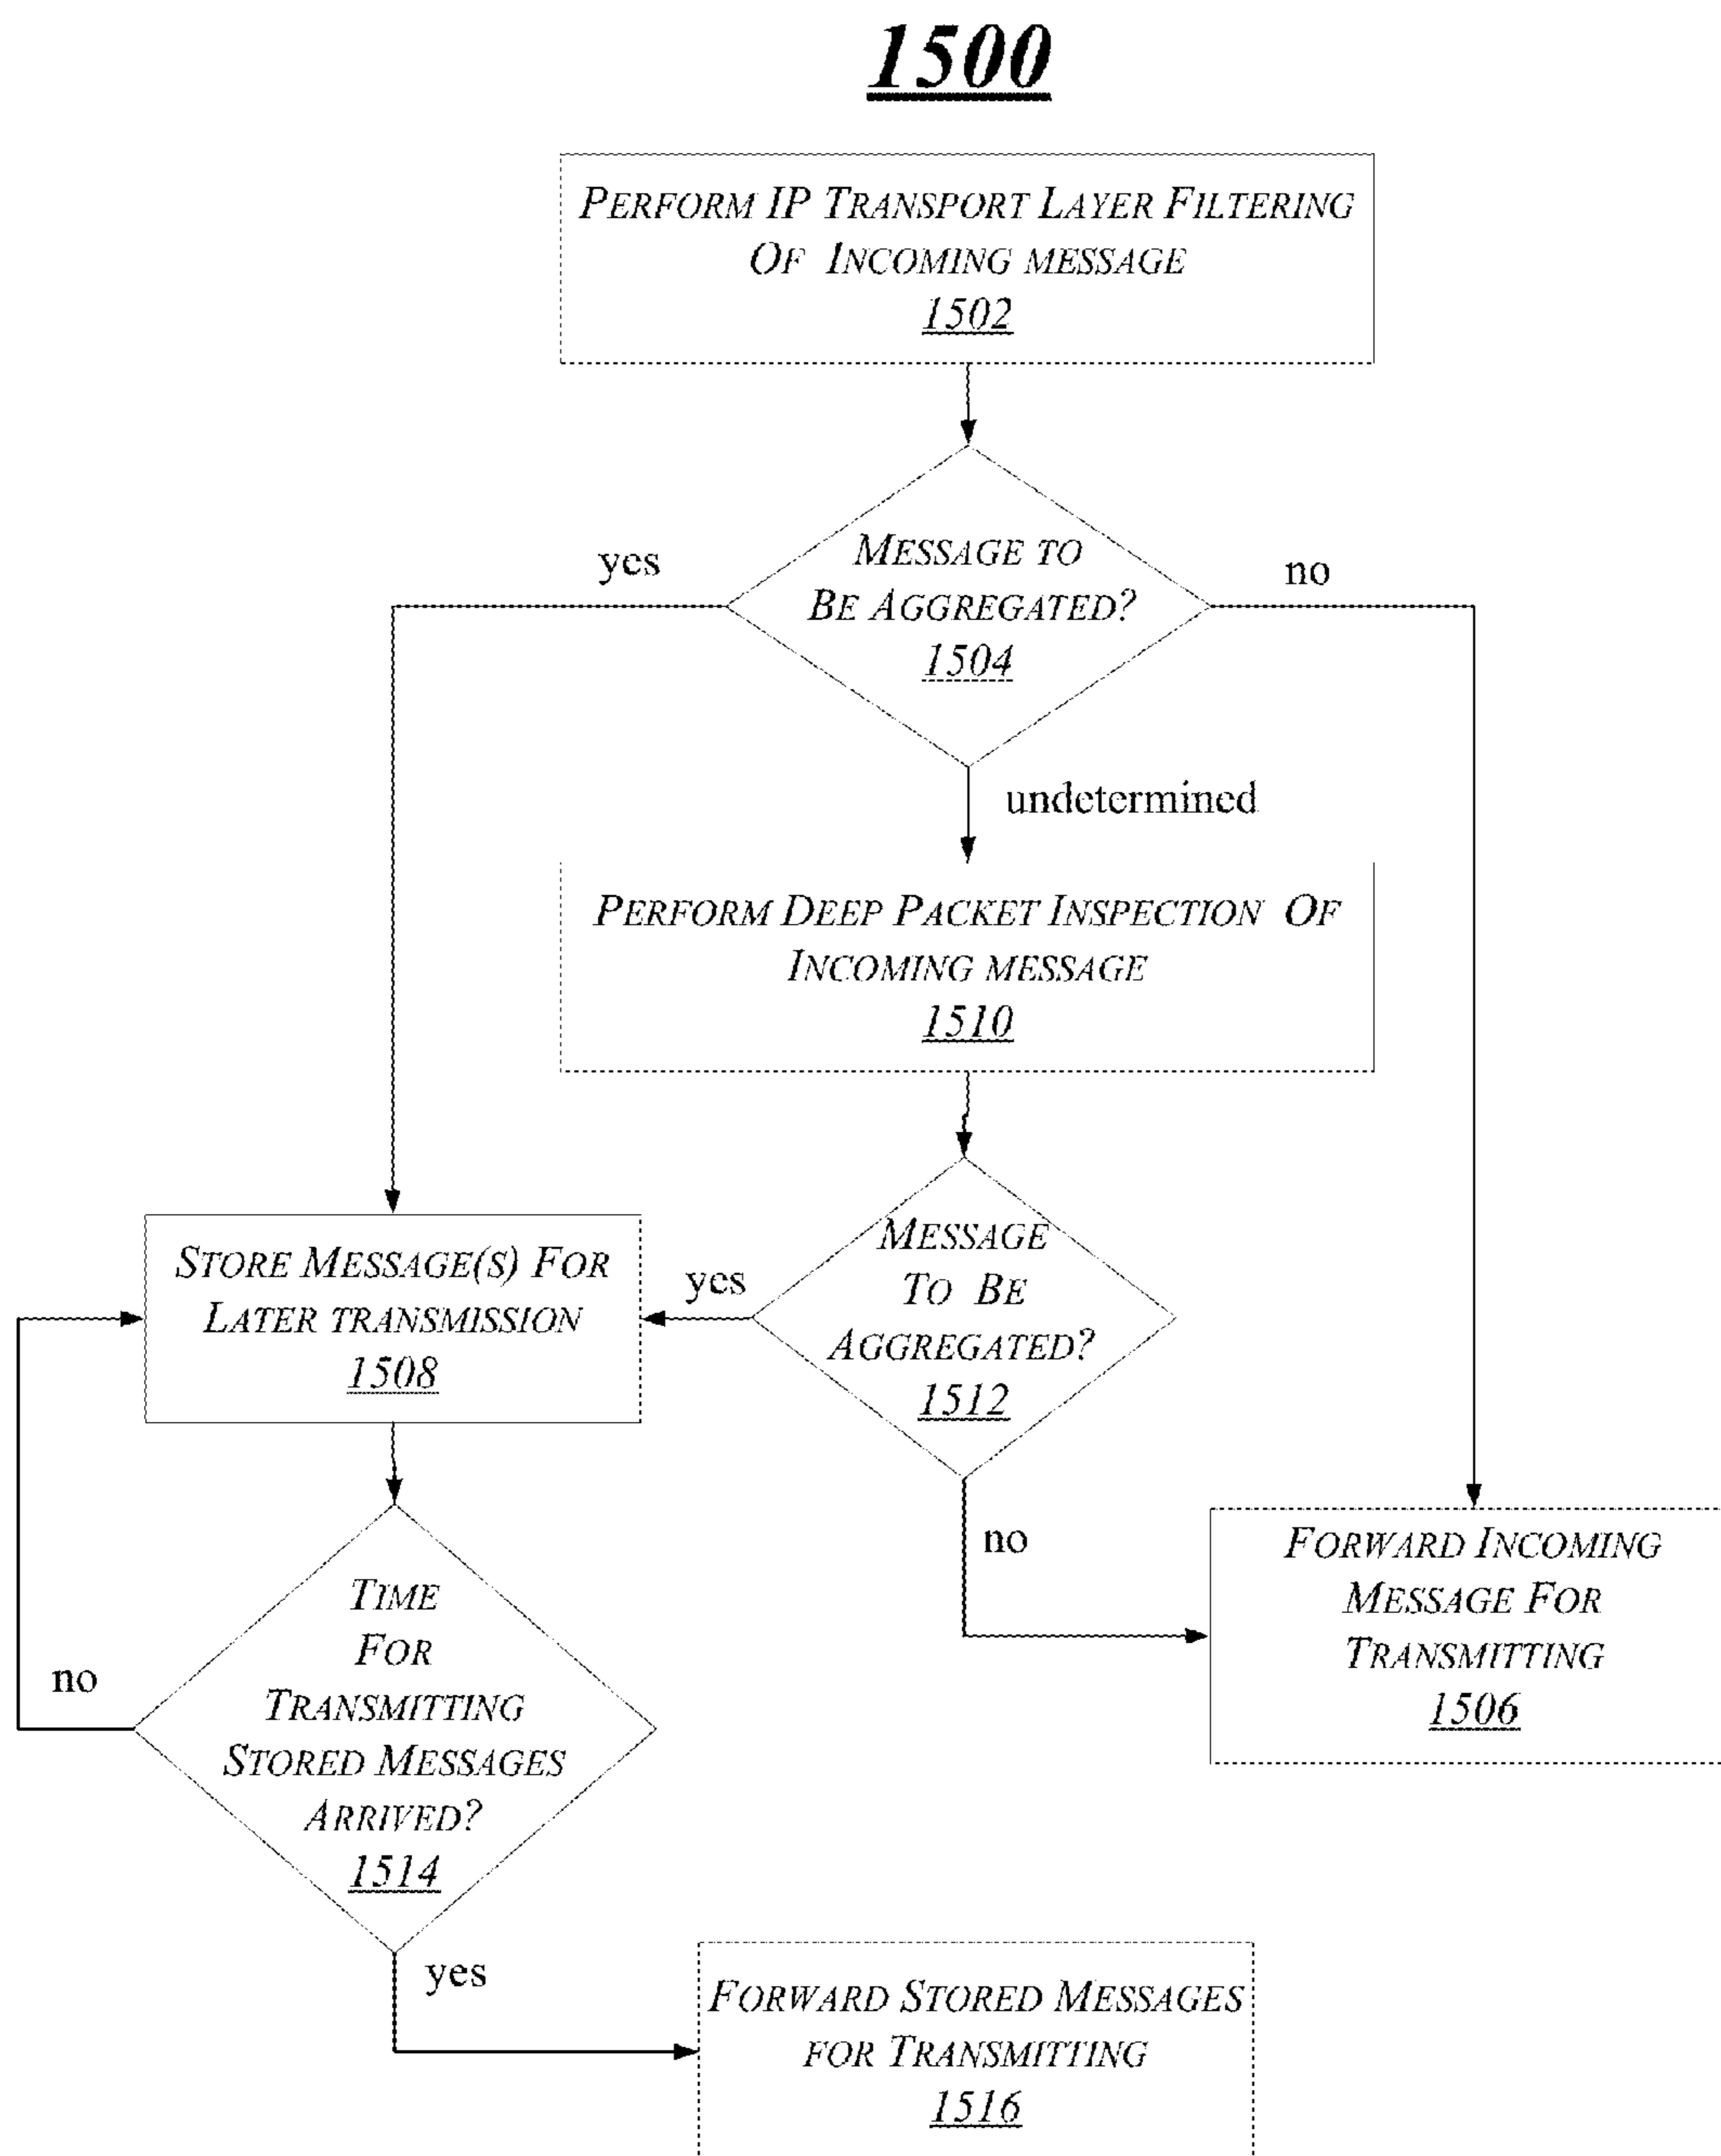 1500
PERFORM IP TRANSPORT LAYER FILTERING
OF INCOMING MESSAGE
1502
MESSAGE TO
BE AGGREGATED?
1504
yes
no
undetermined
PERFORM DEEP PACKET INSPECTION OF
INCOMING MESSAGE
1510
STORE MESSAGE(S) FOR
LATER TRANSMISSION
1508
yes
MESSAGE
TO BE
AGGREGATED?
1512
no
FORWARD INCOMING
MESSAGE FOR
TRANSMITTING
1506
TIME
FOR
TRANSMITTING
STORED MESSAGES
ARRIVED?
1514
no
yes
FORWARD STORED MESSAGES
FOR TRANSMITTING
1516